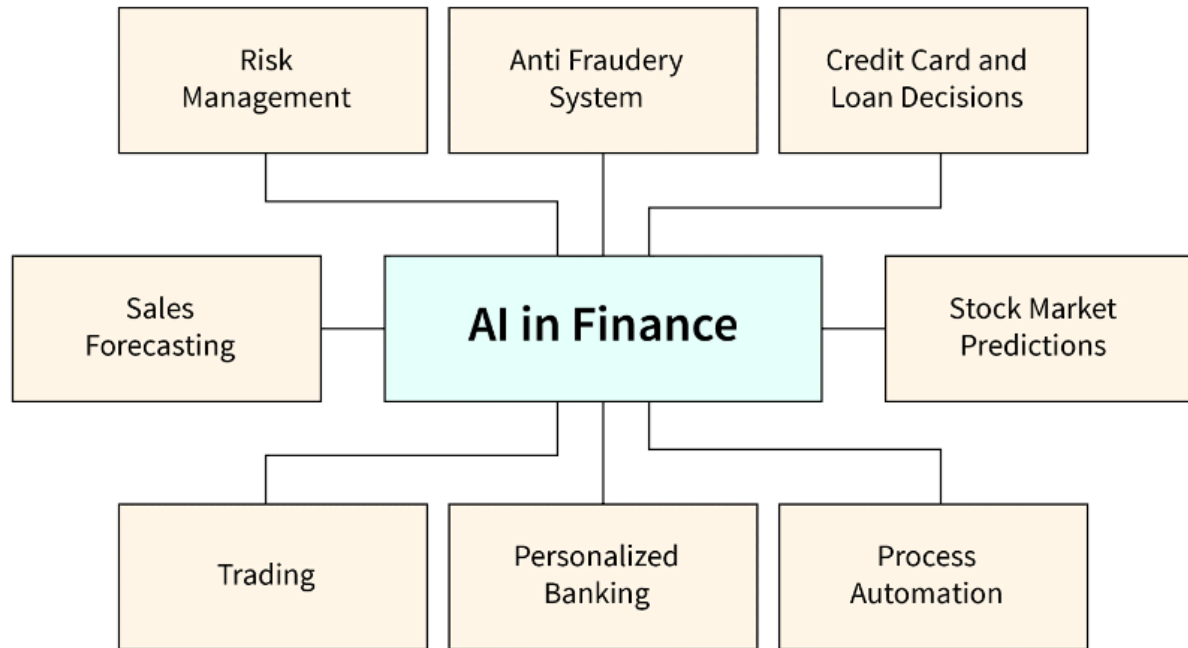 Risk
Management
Anti Fraudery
System
Credit Card and
Loan Decisions
Sales
Forecasting
AI in Finance
Stock Market
Predictions
Trading
Personalized
Banking
Process
Automation